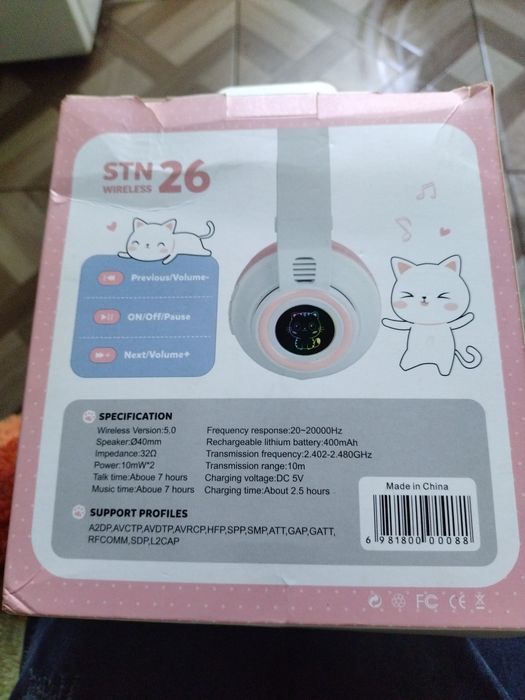 STN 26
WIRELESS
Previous/Volume-
ON/Off/Pause
Next/Volume+
SPECIFICATION
Wireless Version:5.0
Speaker:Ø40mm
Impedance:32Ω
Power:10mW*2
Talk time:Aboue 7 hours
Music time:Aboue 7 hours
Frequency response:20~20000Hz
Rechargeable lithium battery:400mAh
Transmission frequency:2.402-2.480GHz
Transmission range:10m
Charging voltage:DC 5V
Charging time:About 2.5 hours
SUPPORT PROFILES
A2DP,AVCTP,AVDTP,AVRCP,HFP,SPP,SMP,ATT,GAP,GATT,
RFCOMM,SDP,L2CAP
Made in China
6 981800 000088
FC CE